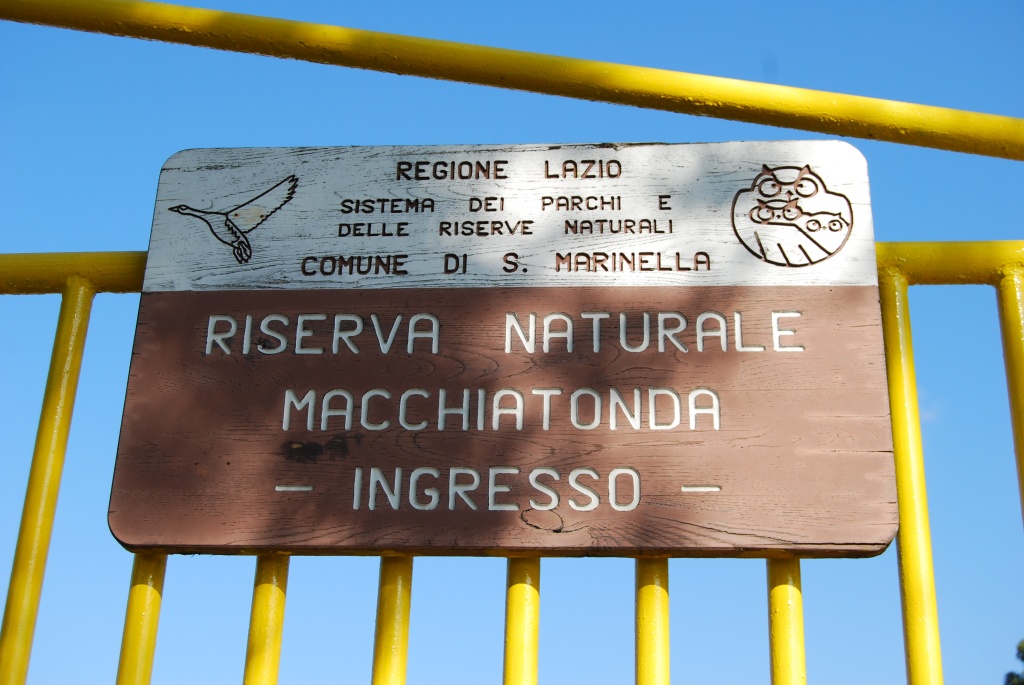 REGIONE LAZIO
SISTEMA DEI PARCHI E
DELLE RISERVE NATURALI
COMUNE DI S. MARINELLA
RISERVA NATURALE
MACCHIATONDA
- INGRESSO -